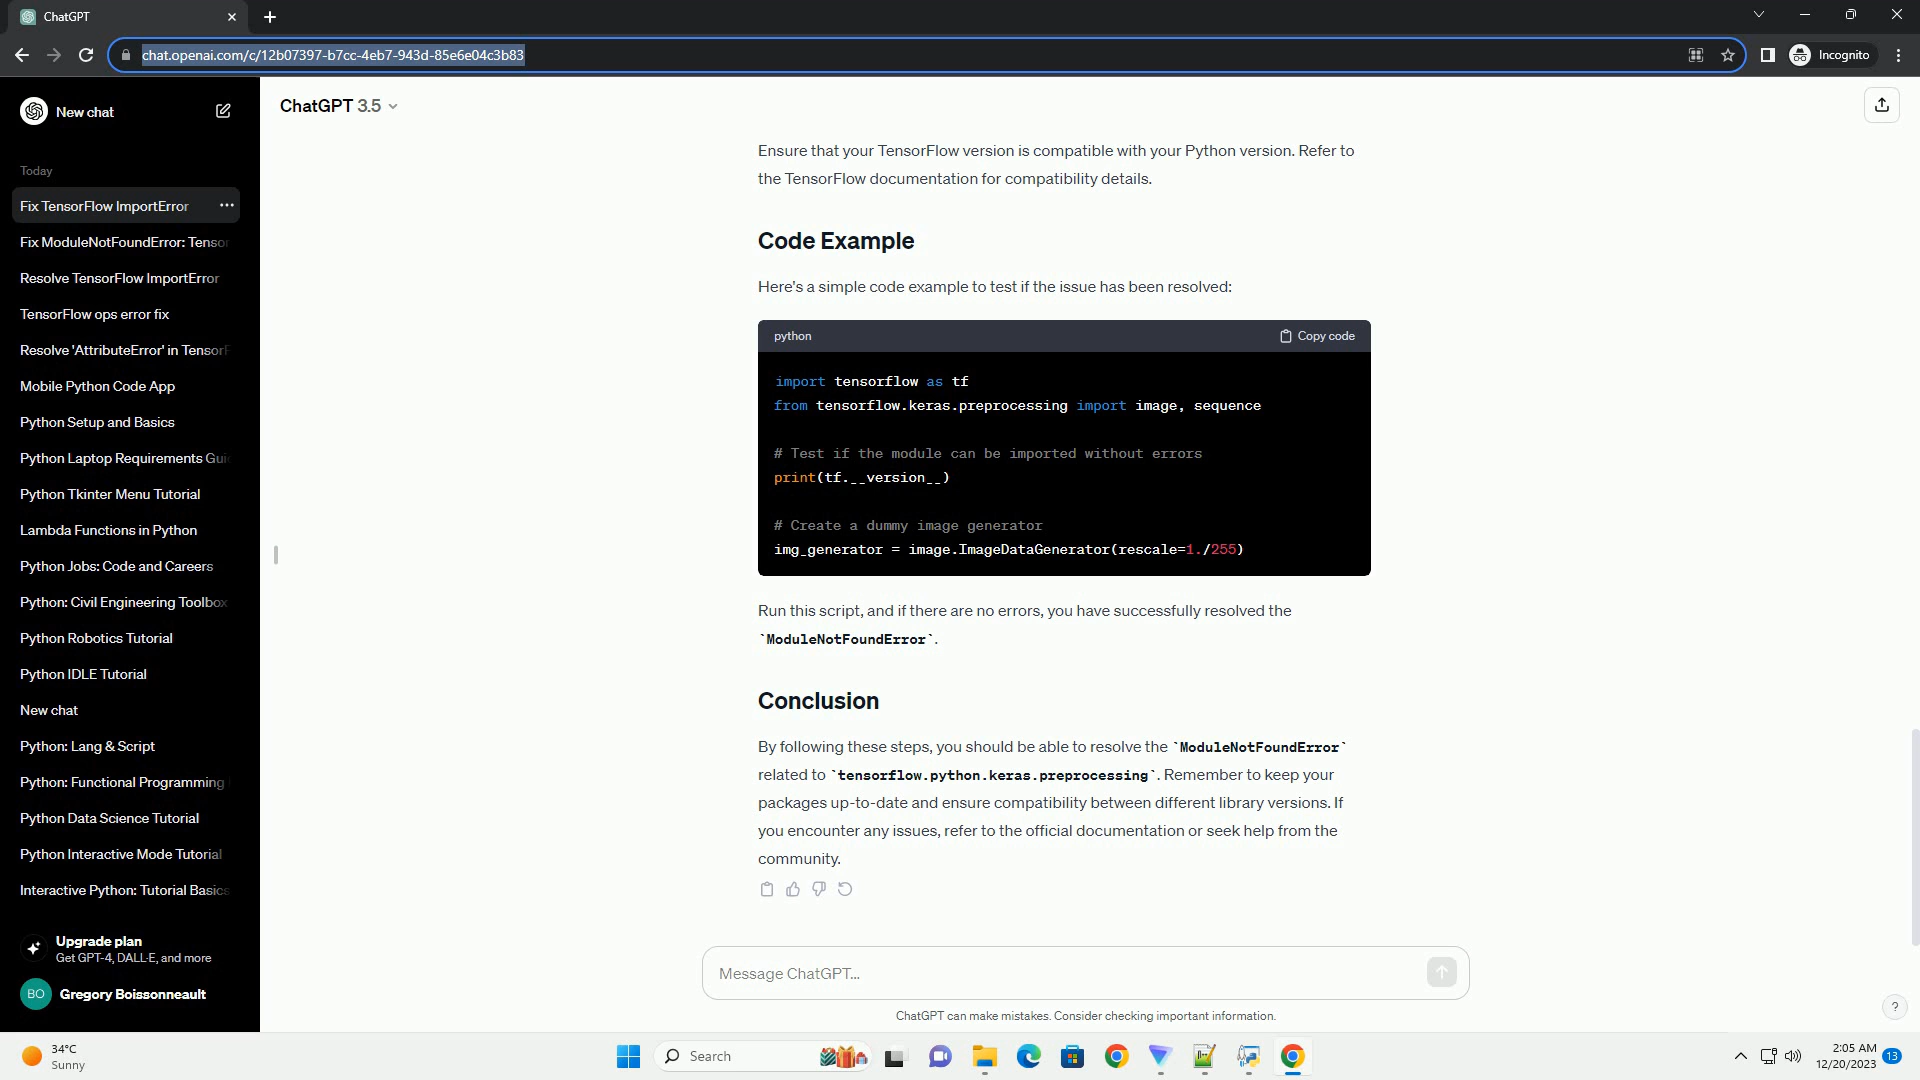 ChatGPT
chat.openai.com/c/12b07397-b7cc-4eb7-943d-85e6e04c3b83
Incognito
New chat
Today
Fix TensorFlow ImportError
Fix ModuleNotFoundError: Tensor
Resolve TensorFlow ImportError
TensorFlow ops error fix
Resolve 'AttributeError' in TensorF
Mobile Python Code App
Python Setup and Basics
Python Laptop Requirements Gui
Python Tkinter Menu Tutorial
Lambda Functions in Python
Python Jobs: Code and Careers
Python: Civil Engineering Toolbox
Python Robotics Tutorial
Python IDLE Tutorial
New chat
Python: Lang & Script
Python: Functional Programming
Python Data Science Tutorial
Python Interactive Mode Tutorial
Interactive Python: Tutorial Basics
Upgrade plan
Get GPT-4, DALL·E, and more
BO
Gregory Boissonneault
ChatGPT 3.5
Ensure that your TensorFlow version is compatible with your Python version. Refer to
the TensorFlow documentation for compatibility details.
Code Example
Here's a simple code example to test if the issue has been resolved:
python
Copy code
import tensorflow as tf
from tensorflow.keras.preprocessing import image, sequence
# Test if the module can be imported without errors
print(tf.__version__)
# Create a dummy image generator
img_generator = image.ImageDataGenerator(rescale=1./255)
Run this script, and if there are no errors, you have successfully resolved the
`ModuleNotFoundError`.
Conclusion
By following these steps, you should be able to resolve the `ModuleNotFoundError`
related to `tensorflow.python.keras.preprocessing`. Remember to keep your
packages up-to-date and ensure compatibility between different library versions. If
you encounter any issues, refer to the official documentation or seek help from the
community.
Message ChatGPT...
ChatGPT can make mistakes. Consider checking important information.
?
34°C
Sunny
Search
2:05 AM
12/20/2023
13